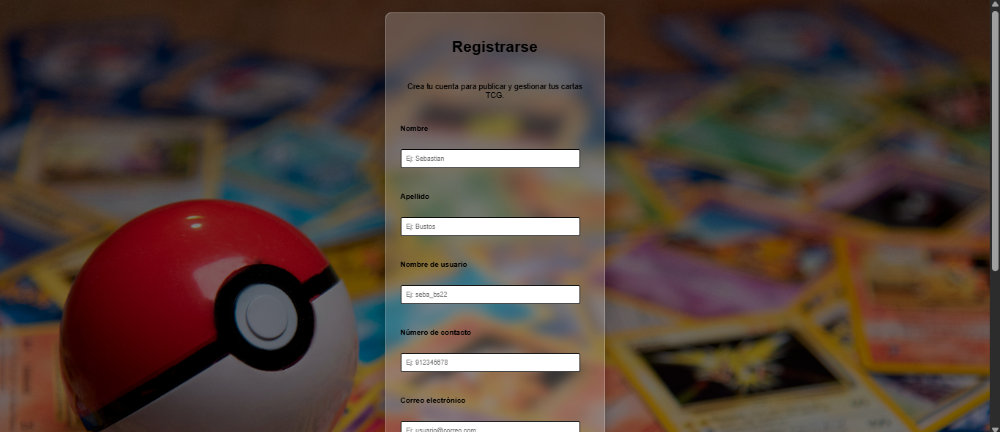 Registrarse
Crea tu cuenta para publicar y gestionar tus cartas
TCG.
Nombre
Ej: Sebastian
Apellido
Ej: Bustos
Nombre de usuario
Ej: seba_bs22
Número de contacto
Ej: 912345678
Correo electrónico
Ej: usuario@correo.com